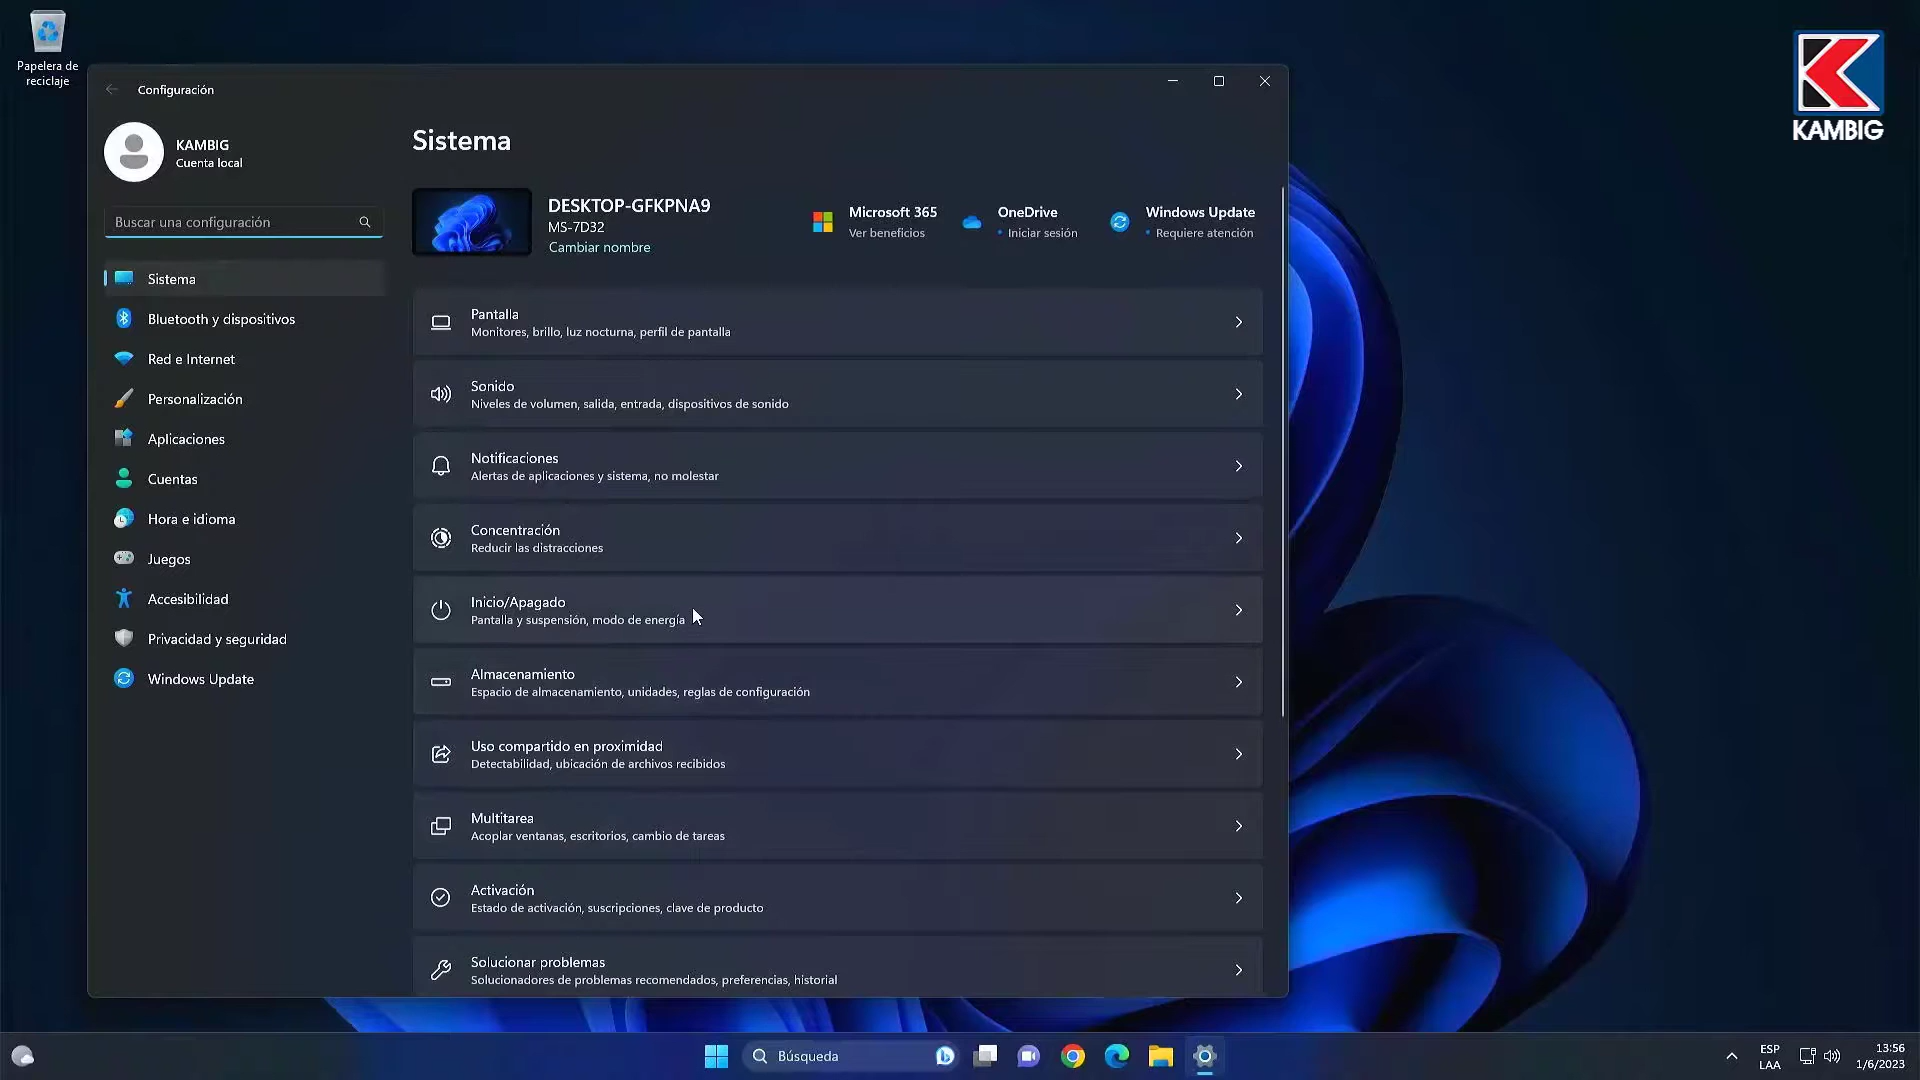 Papelera de
reciclaje
Configuración
KAMBIG
Cuenta local
Buscar una configuración
Sistema
Bluetooth y dispositivos
Red e Internet
Personalización
Aplicaciones
Cuentas
Hora e idioma
Juegos
Accesibilidad
Privacidad y seguridad
Windows Update
Sistema
DESKTOP-GFKPNA9
MS-7D32
Cambiar nombre
Microsoft 365
Ver beneficios
OneDrive
• Iniciar sesión
Windows Update
• Requiere atención
Pantalla
Monitores, brillo, luz nocturna, perfil de pantalla
Sonido
Niveles de volumen, salida, entrada, dispositivos de sonido
Notificaciones
Alertas de aplicaciones y sistema, no molestar
Concentración
Reducir las distracciones
Inicio/Apagado
Pantalla y suspensión, modo de energía
Almacenamiento
Espacio de almacenamiento, unidades, reglas de configuración
Uso compartido en proximidad
Detectabilidad, ubicación de archivos recibidos
Multitarea
Acoplar ventanas, escritorios, cambio de tareas
Activación
Estado de activación, suscripciones, clave de producto
Solucionar problemas
Solucionadores de problemas recomendados, preferencias, historial
K
KAMBIG
Búsqueda
ESP
LAA
13:56
1/6/2023